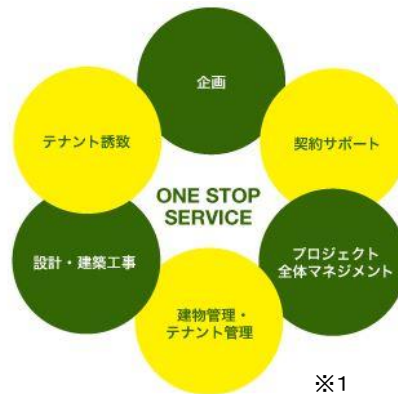 企画
テナント誘致
契約サポート
ONE STOP
SERVICE
設計・建築工事
プロジェクト
全体マネジメント
建物管理・
テナント管理
※1